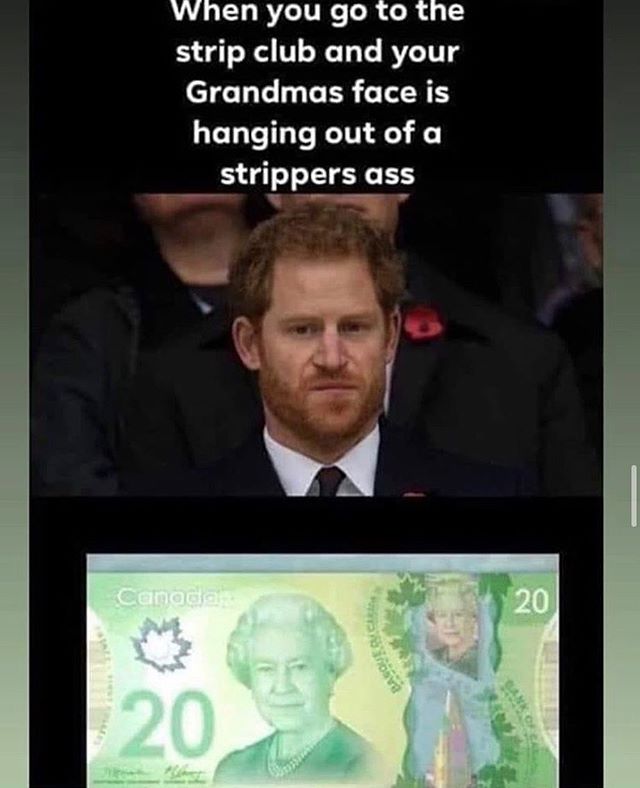 When you go to the
strip club and your
Grandmas face is
hanging out of a
strippers ass
Canada
20
20